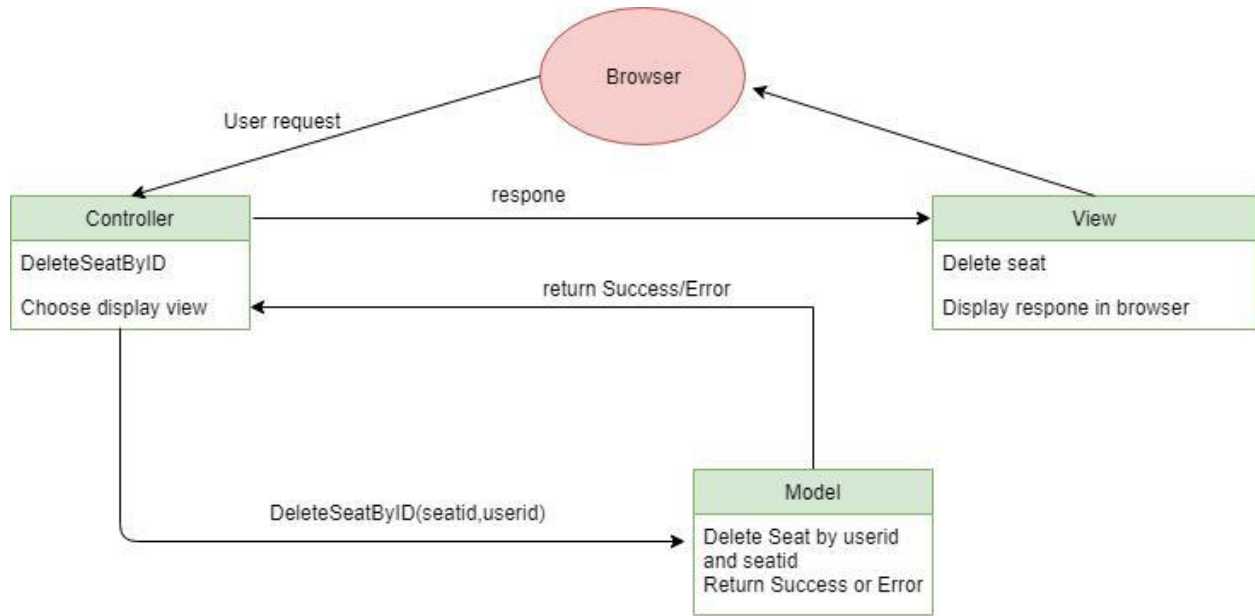 Browser
User request
respone
Controller
DeleteSeatByID
Choose display view
View
Delete seat
Display respone in browser
return Success/Error
DeleteSeatByID(seatid,userid)
Model
Delete Seat by userid
and seatid
Return Success or Error